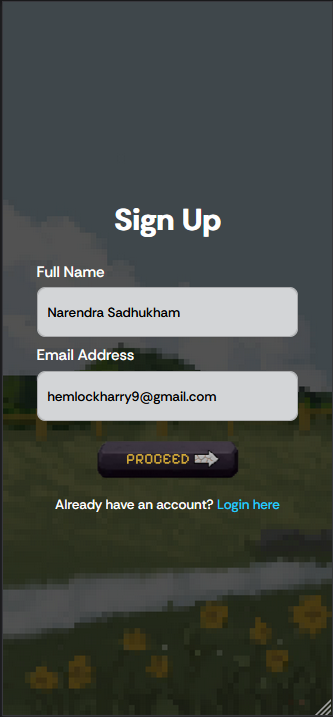 Sign Up
Full Name
Narendra Sadhukham
Email Address
hemlockharry9@gmail.com
PROCEED
Already have an account? Login here